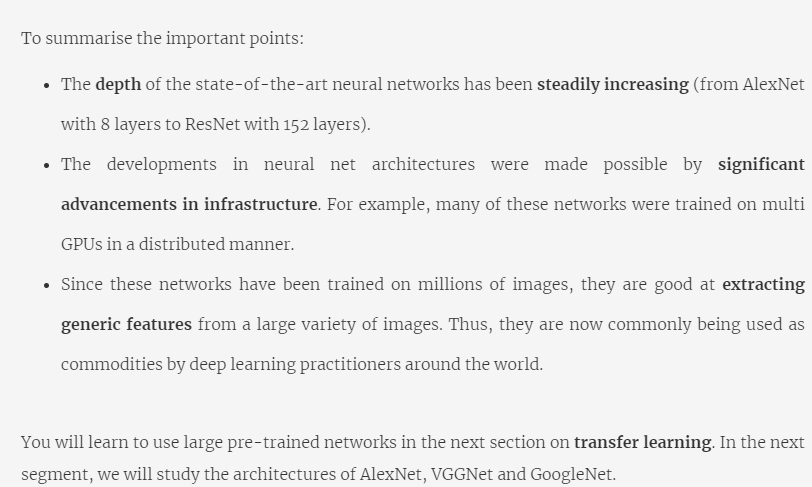 To summarise the important points:
• The depth of the state-of-the-art neural networks has been steadily increasing (from AlexNet
with 8 layers to ResNet with 152 layers).
• The developments in neural net architectures were made possible by significant
advancements in infrastructure. For example, many of these networks were trained on multi
GPUs in a distributed manner.
• Since these networks have been trained on millions of images, they are good at extracting
generic features from a large variety of images. Thus, they are now commonly being used as
commodities by deep learning practitioners around the world.
You will learn to use large pre-trained networks in the next section on transfer learning. In the next
segment, we will study the architectures of AlexNet, VGGNet and GoogleNet.